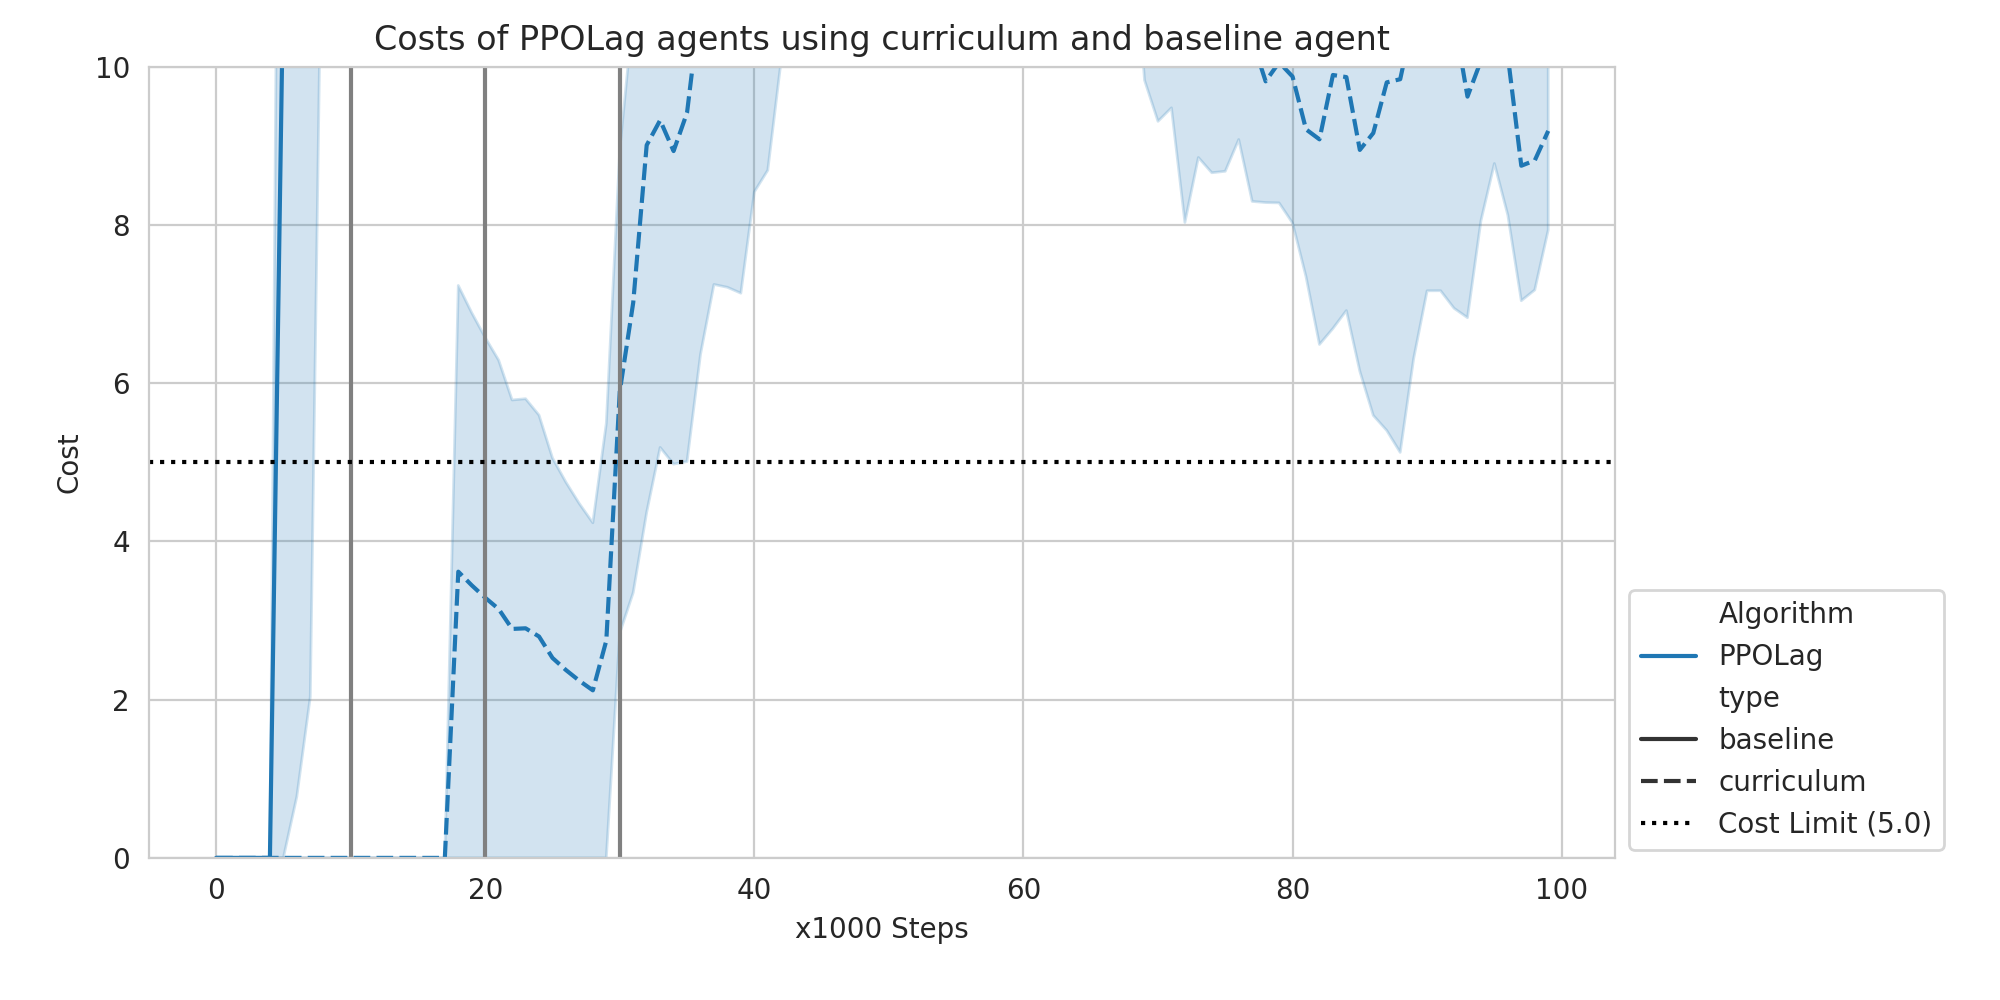 Costs of PPOLag agents using curriculum and baseline agent
10
8
6
4
2
0
Cost
0 20 40 60 80 100
x1000 Steps
Algorithm
PPOLag
type
baseline
curriculum
Cost Limit (5.0)